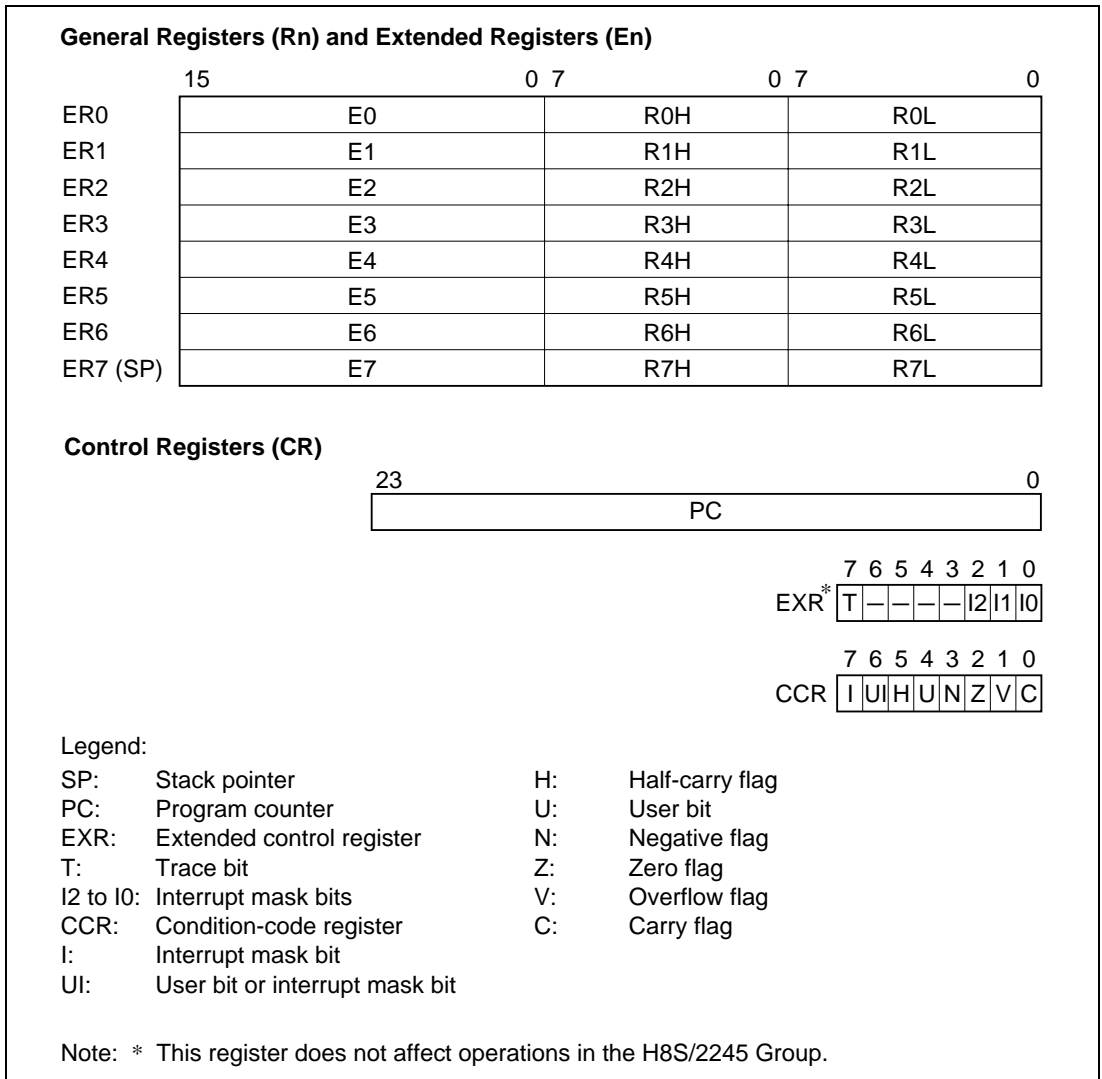 General Registers (Rn) and Extended Registers (En)
15 0 7 0 7 0
ER0 E0 R0H R0L
ER1 E1 R1H R1L
ER2 E2 R2H R2L
ER3 E3 R3H R3L
ER4 E4 R4H R4L
ER5 E5 R5H R5L
ER6 E6 R6H R6L
ER7 (SP) E7 R7H R7L
Control Registers (CR)
23 0
PC
7 6 5 4 3 2 1 0
EXR* T — — — — I2 I1 I0
7 6 5 4 3 2 1 0
CCR I UI H U N Z V C
Legend:
SP: Stack pointer H: Half-carry flag
PC: Program counter U: User bit
EXR: Extended control register N: Negative flag
T: Trace bit Z: Zero flag
I2 to I0: Interrupt mask bits V: Overflow flag
CCR: Condition-code register C: Carry flag
I: Interrupt mask bit
UI: User bit or interrupt mask bit
Note: * This register does not affect operations in the H8S/2245 Group.